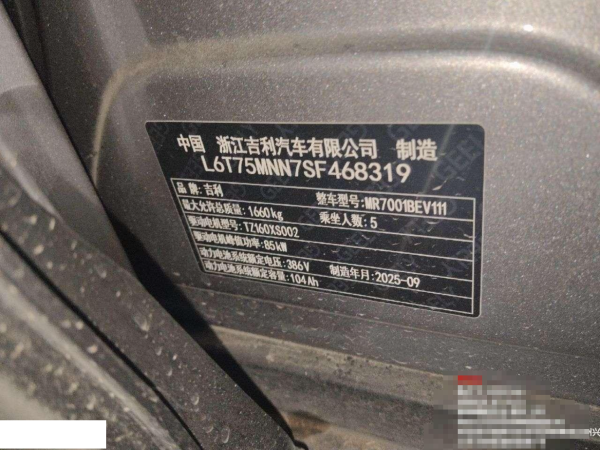 中国 浙江吉利汽车有限公司 制造
L6T75MNN7SF468319
品牌:吉利
整车型号:MR7001BEV111
最大允许总质量:1660kg
乘坐人数:5
驱动电机型号:TZ160XS002
驱动电机峰值功率:85kW
动力电池系统额定电压:386V
制造年月:2025-09
动力电池系统额定容量:104Ah